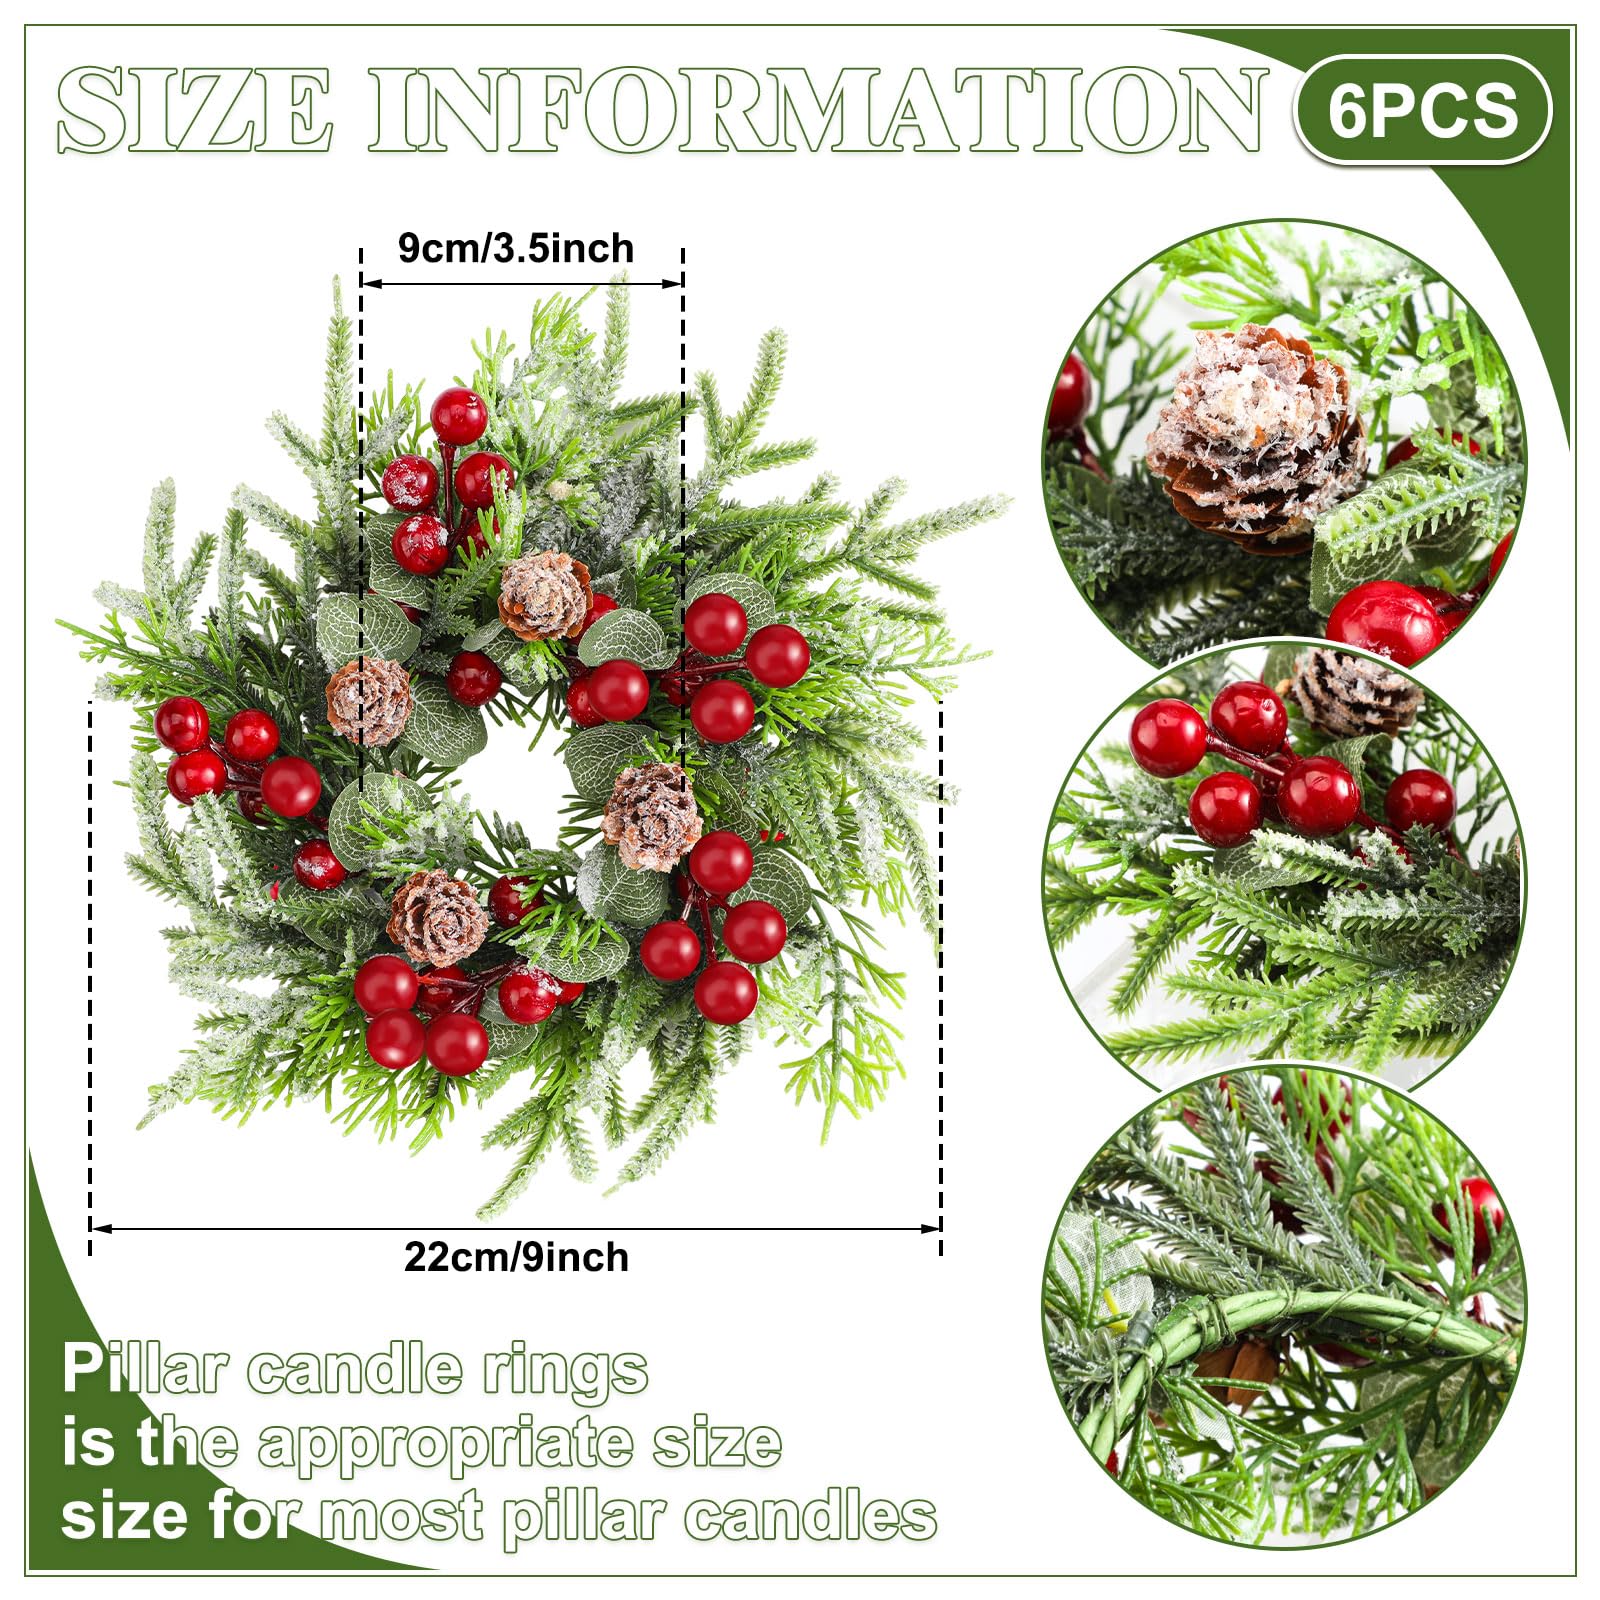 SIZE INFORMATION
6PCS
9cm/3.5inch
22cm/9inch
Pillar candle rings
is the appropriate size
size for most pillar candles